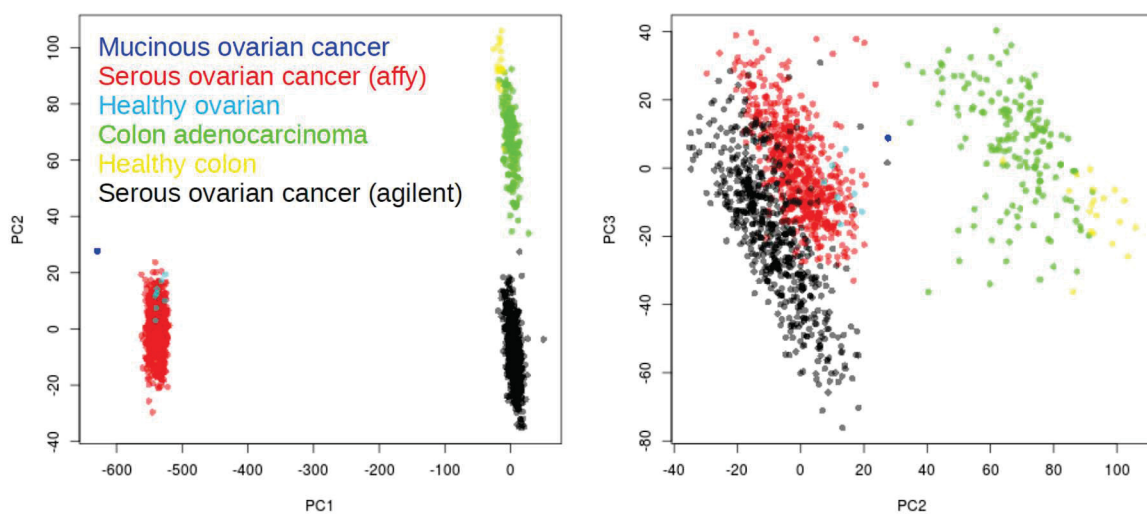 Mucinous ovarian cancer
Serous ovarian cancer (affy)
Healthy ovarian
Colon adenocarcinoma
Healthy colon
Serous ovarian cancer (agilent)
PC2
100
80
60
40
20
0
-20
-40
-600 -500 -400 -300 -200 -100 0
PC1
PC3
40
20
0
-20
-40
-60
-80
-40 -20 0 20 40 60 80 100
PC2